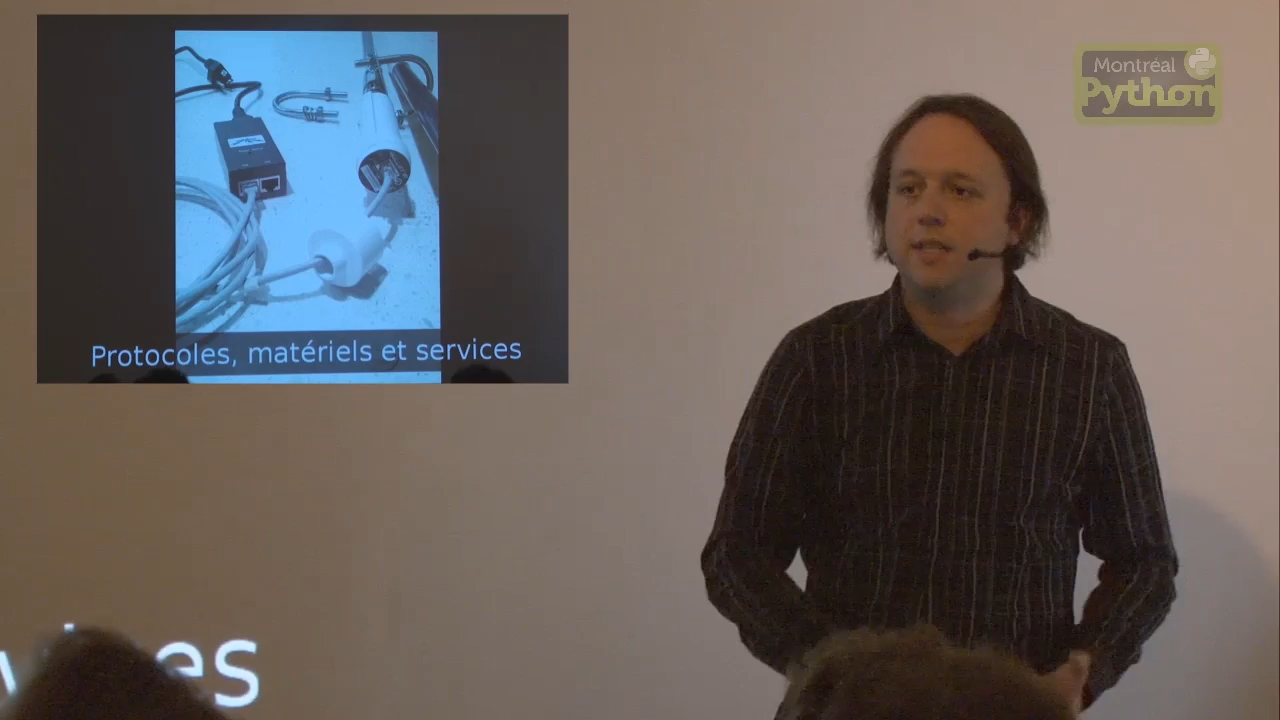 Protocoles, matériels et services
Montréal
Python